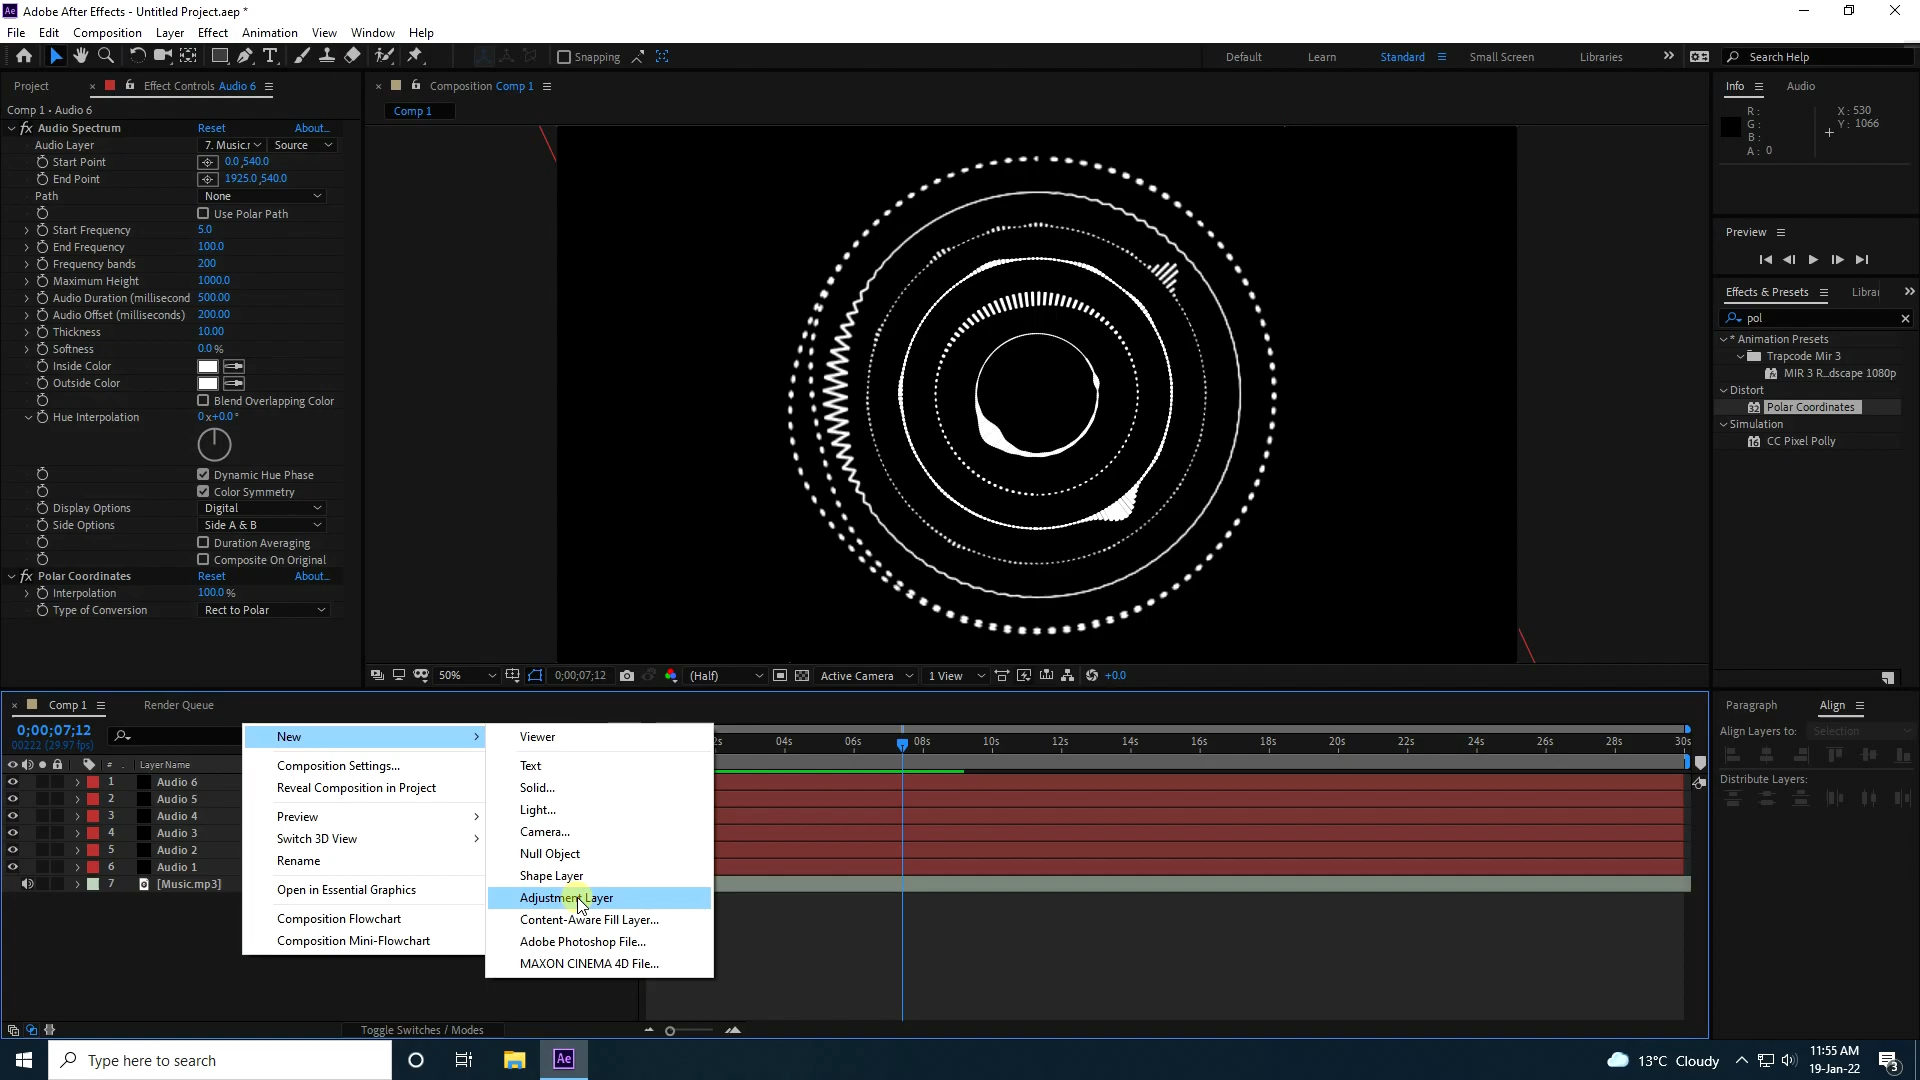 Adobe After Effects - Untitled Project.aep *
File Edit Composition Layer Effect Animation View Window Help
Snapping
Default Learn Standard Small Screen Libraries
Search Help
Project
Effect Controls Audio 6
Comp 1 • Audio 6
Audio Spectrum Reset About...
Audio Layer 7. Music.r Source
Start Point 0.0,540.0
End Point 1925.0,540.0
Path None
Use Polar Path
Start Frequency 5.0
End Frequency 100.0
Frequency bands 200
Maximum Height 1000.0
Audio Duration (millisecond 500.00
Audio Offset (milliseconds) 200.00
Thickness 10.00
Softness 0.0 %
Inside Color
Outside Color
Blend Overlapping Color
Hue Interpolation 0 x+0.0 °
Dynamic Hue Phase
Color Symmetry
Display Options Digital
Side Options Side A & B
Duration Averaging
Composite On Original
Polar Coordinates Reset About...
Interpolation 100.0 %
Type of Conversion Rect to Polar
Composition Comp 1
Comp 1
50% 0;00;07;12 (Half) Active Camera 1 View +0.0
Info Audio
R: X: 530
G: Y: 1066
B:
A: 0
Preview
Effects & Presets Librar
pol
* Animation Presets
Trapcode Mir 3
MIR 3 R...dscape 1080p
Distort
32 Polar Coordinates
Simulation
16 CC Pixel Polly
Comp 1 Render Queue
0;00;07;12
00222 (29.97 fps)
# . Layer Name
1 Audio 6
2 Audio 5
3 Audio 4
4 Audio 3
5 Audio 2
6 Audio 1
7 [Music.mp3]
New
Composition Settings...
Reveal Composition in Project
Preview
Switch 3D View
Rename
Open in Essential Graphics
Composition Flowchart
Composition Mini-Flowchart
Viewer
Text
Solid...
Light...
Camera...
Null Object
Shape Layer
Adjustment Layer
Content-Aware Fill Layer...
Adobe Photoshop File...
MAXON CINEMA 4D File...
2s 04s 06s 08s 10s 12s 14s 16s 18s 20s 22s 24s 26s 28s 30s
Toggle Switches / Modes
Paragraph Align
Align Layers to: Selection
Distribute Layers:
Type here to search
Ae
13°C Cloudy
11:55 AM
19-Jan-22
3